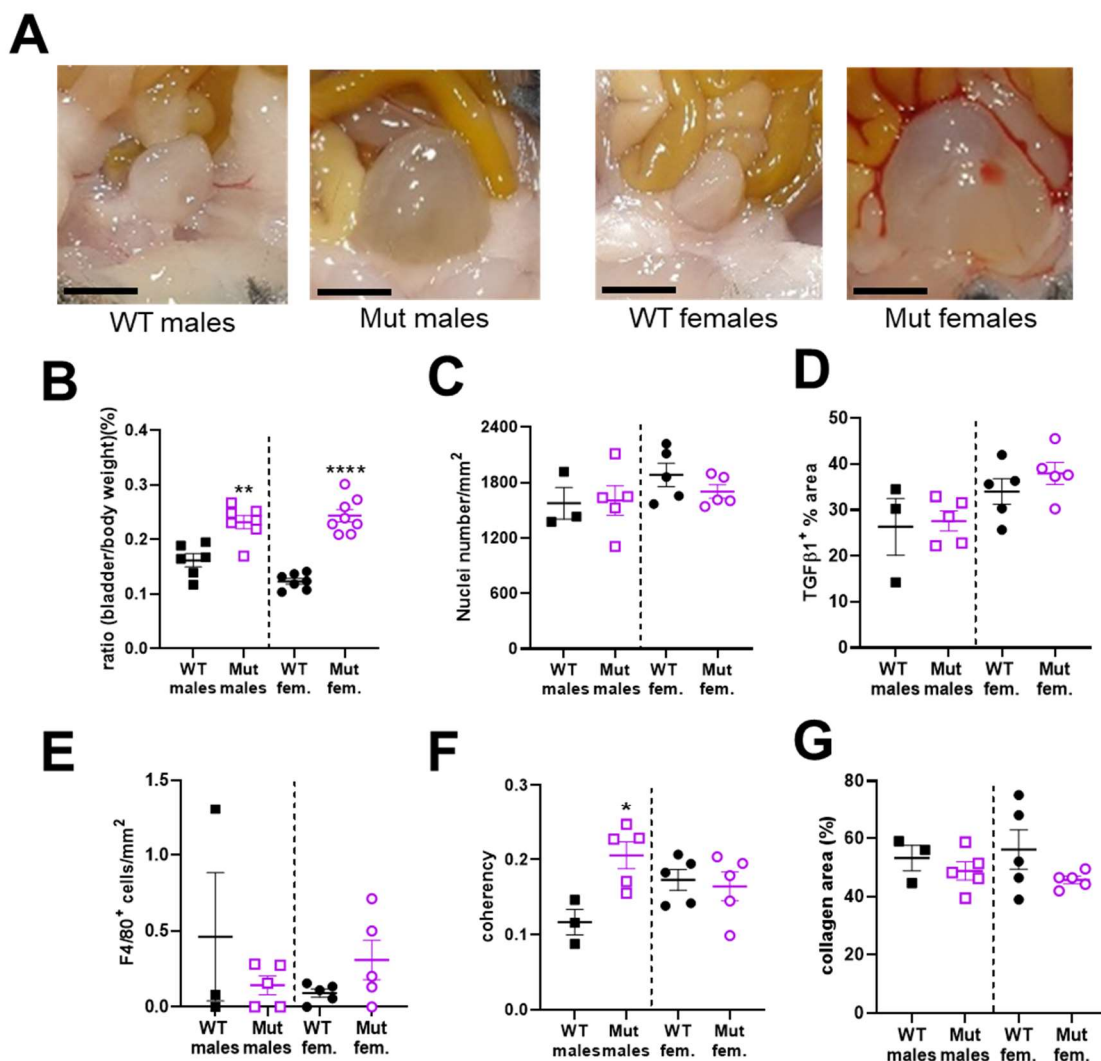 A
WT males
Mut males
WT females
Mut females
B
ratio (bladder/body weight)(%)
0.4
0.3
0.2
0.1
0.0
**
****
WT
males
Mut
males
WT
fem.
Mut
fem.
C
Nuclei number/mm²
2400
1800
1200
600
0
WT
males
Mut
males
WT
fem.
Mut
fem.
D
TGFβ1⁺ % area
50
40
30
20
10
0
WT
males
Mut
males
WT
fem.
Mut
fem.
E
F4/80⁺ cells/mm²
1.5
1.0
0.5
0.0
WT
males
Mut
males
WT
fem.
Mut
fem.
F
coherency
0.3
0.2
0.1
0.0
*
WT
males
Mut
males
WT
fem.
Mut
fem.
G
collagen area (%)
80
60
40
20
0
WT
males
Mut
males
WT
fem.
Mut
fem.